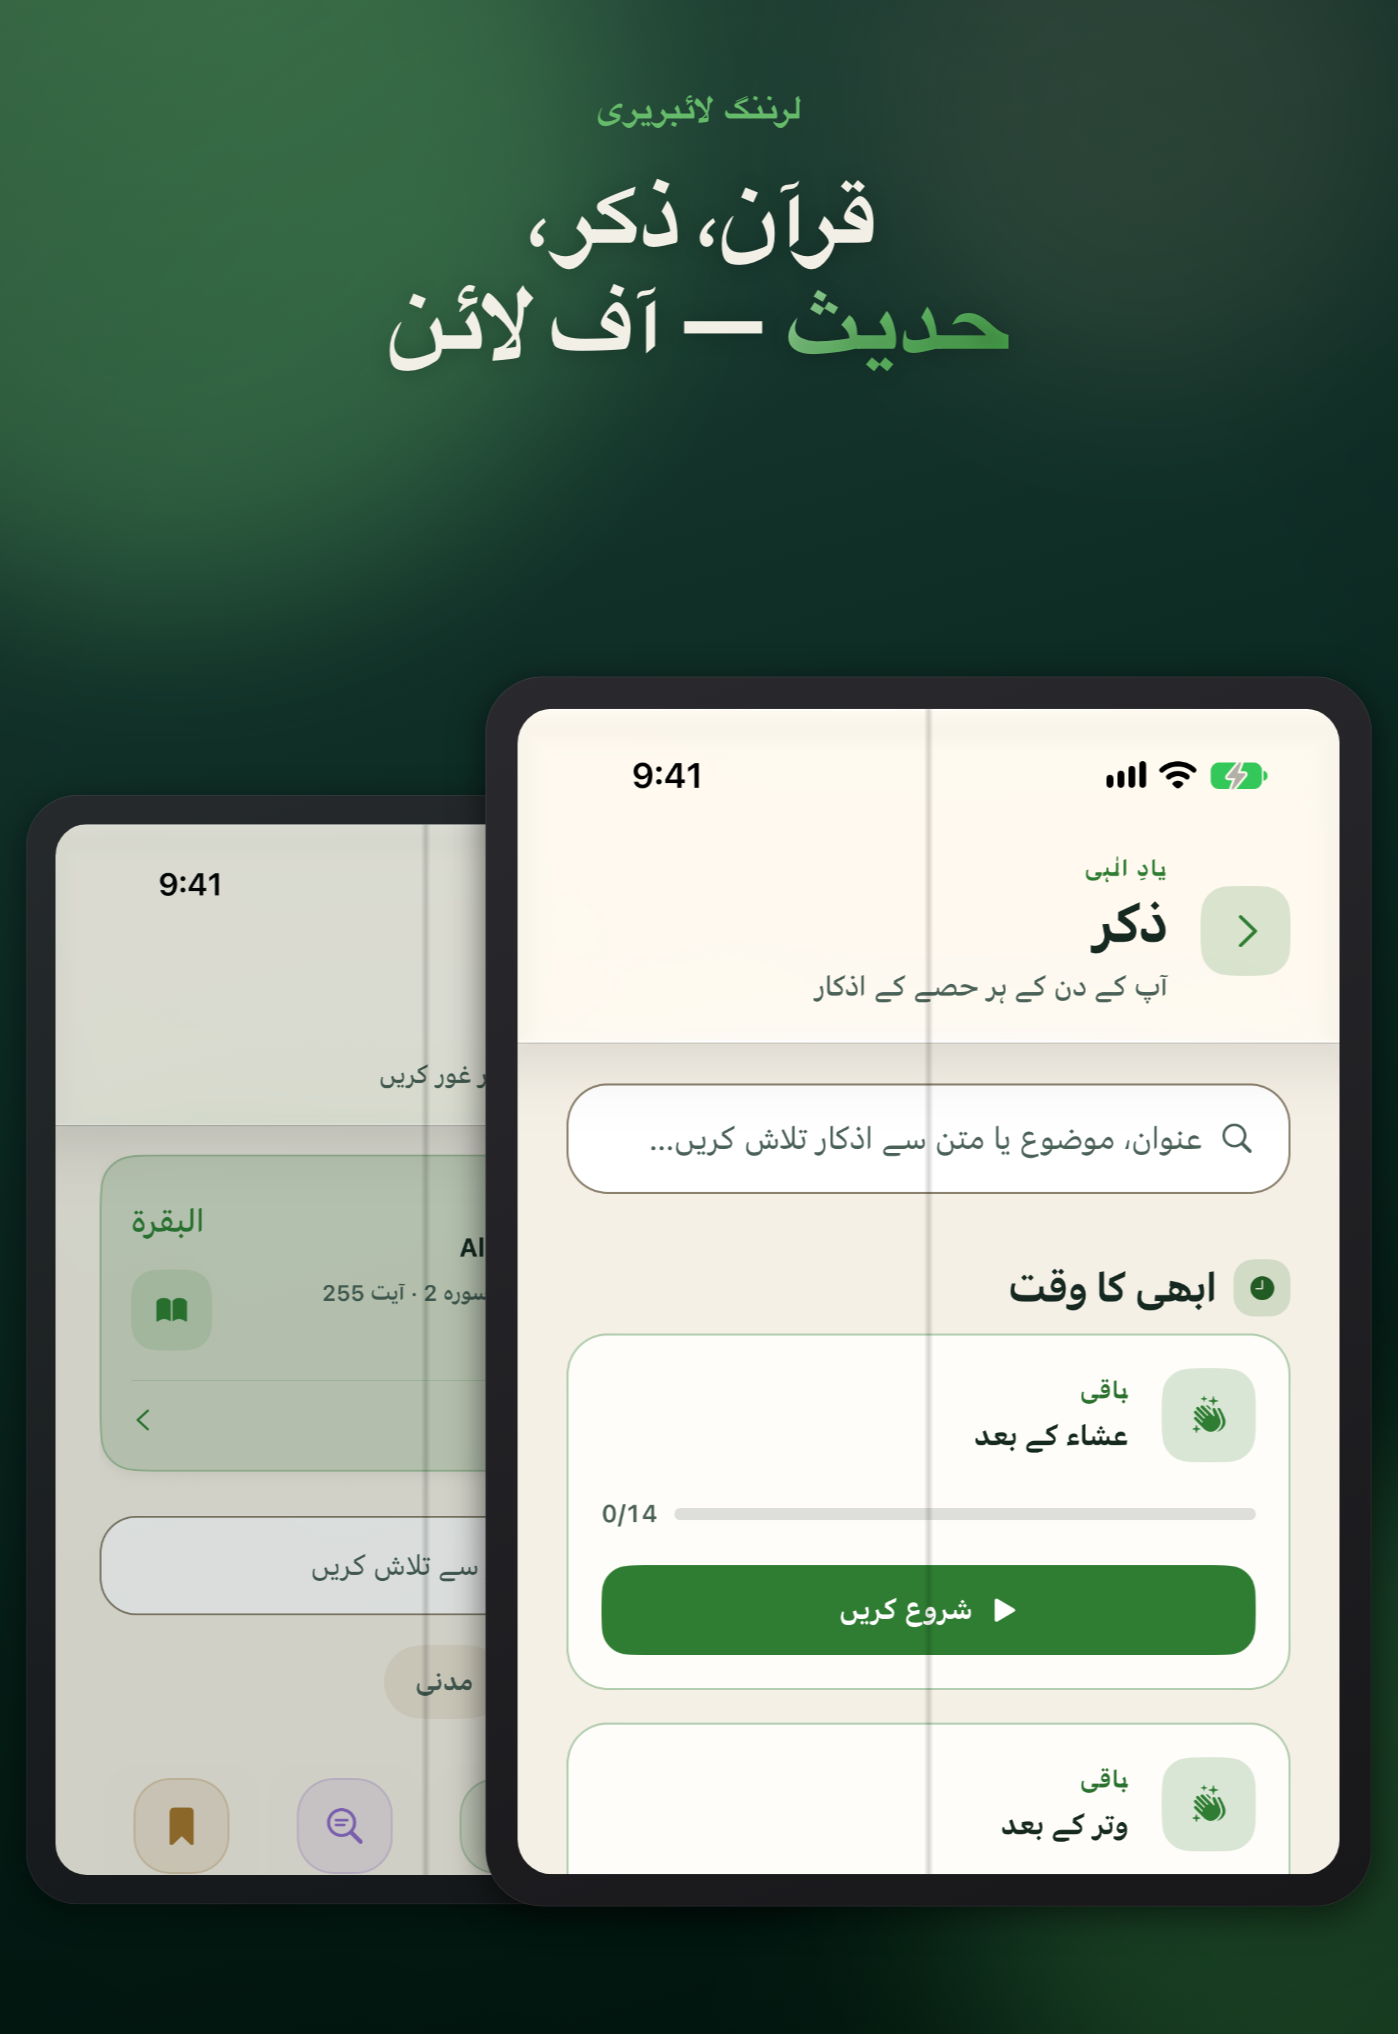 لرننگ لائبریری
قرآن، ذکر،
حدیث — آف لائن
9:41
یادِ الٰہی
ذکر
آپ کے دن کے ہر حصے کے اذکار
عنوان، موضوع یا متن سے اذکار تلاش کریں...
ابھی کا وقت
باقی
عشاء کے بعد
0/14
شروع کریں
باقی
وتر کے بعد
9:41
غور کریں
البقرة
سورہ 2 · آیت 255
سے تلاش کریں
مدنی